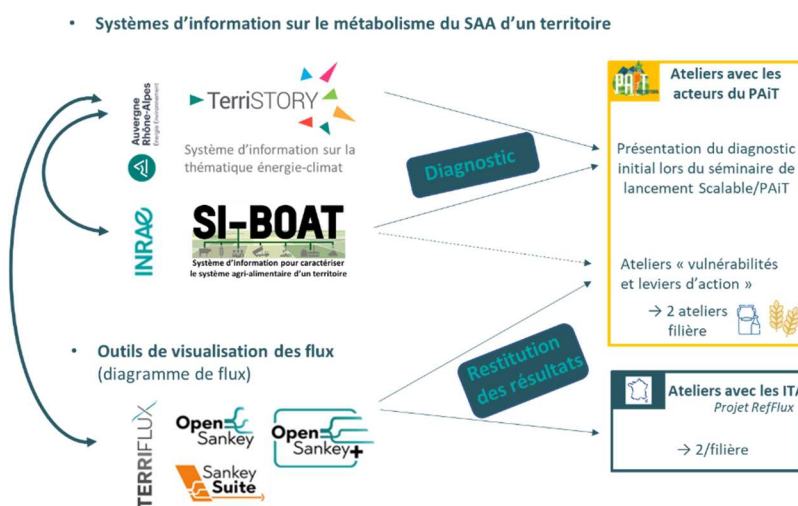 • Systèmes d'information sur le métabolisme du SAA d'un territoire
Auvergne
Rhône-Alpes
Energie Environnement
TerriSTORY
Système d'information sur la
thématique énergie-climat
INRAE
SI-BOAT
Système d'information pour caractériser
le système agri-alimentaire d'un territoire
Diagnostic
PAiT
Ateliers avec les
acteurs du PAiT
Présentation du diagnostic
initial lors du séminaire de
lancement Scalable/PAiT
Ateliers « vulnérabilités
et leviers d'action »
→ 2 ateliers
filière
• Outils de visualisation des flux
(diagramme de flux)
Restitution
des résultats
TERRIFLUX
Open
Sankey
Open
Sankey+
Sankey
Suite
Ateliers avec les ITA
Projet RefFlux
→ 2/filière